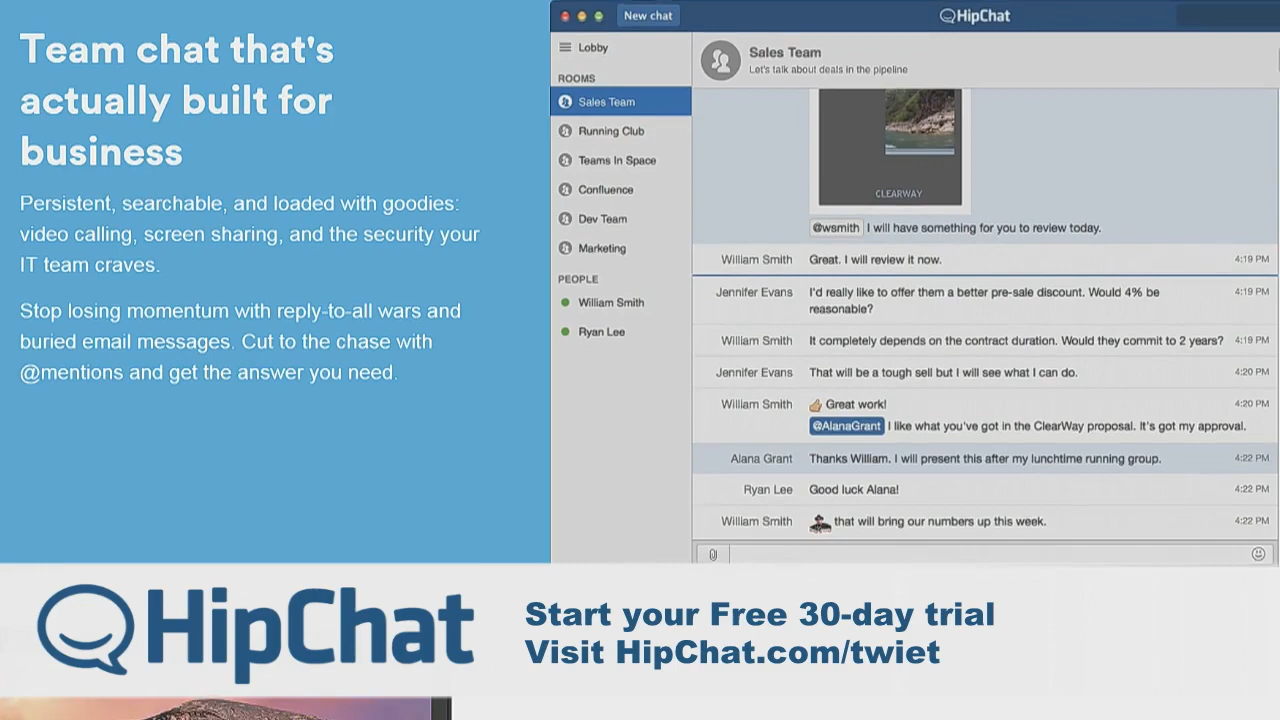 Team chat that's
actually built for
business
Persistent, searchable, and loaded with goodies:
video calling, screen sharing, and the security your
IT team craves.
Stop losing momentum with reply-to-all wars and
buried email messages. Cut to the chase with
@mentions and get the answer you need.
New chat
HipChat
Lobby
ROOMS
Sales Team
Running Club
Teams In Space
Confluence
Dev Team
Marketing
PEOPLE
William Smith
Ryan Lee
Sales Team
Let's talk about deals in the pipeline
CLEARWAY
@wsmith I will have something for you to review today.
William Smith Great. I will review it now. 4:19 PM
Jennifer Evans I'd really like to offer them a better pre-sale discount. Would 4% be 4:19 PM
reasonable?
William Smith It completely depends on the contract duration. Would they commit to 2 years? 4:19 PM
Jennifer Evans That will be a tough sell but I will see what I can do. 4:20 PM
William Smith Great work! 4:20 PM
@AlanaGrant I like what you've got in the ClearWay proposal. It's got my approval.
Alana Grant Thanks William. I will present this after my lunchtime running group. 4:22 PM
Ryan Lee Good luck Alana! 4:22 PM
William Smith that will bring our numbers up this week. 4:22 PM
HipChat
Start your Free 30-day trial
Visit HipChat.com/twiet